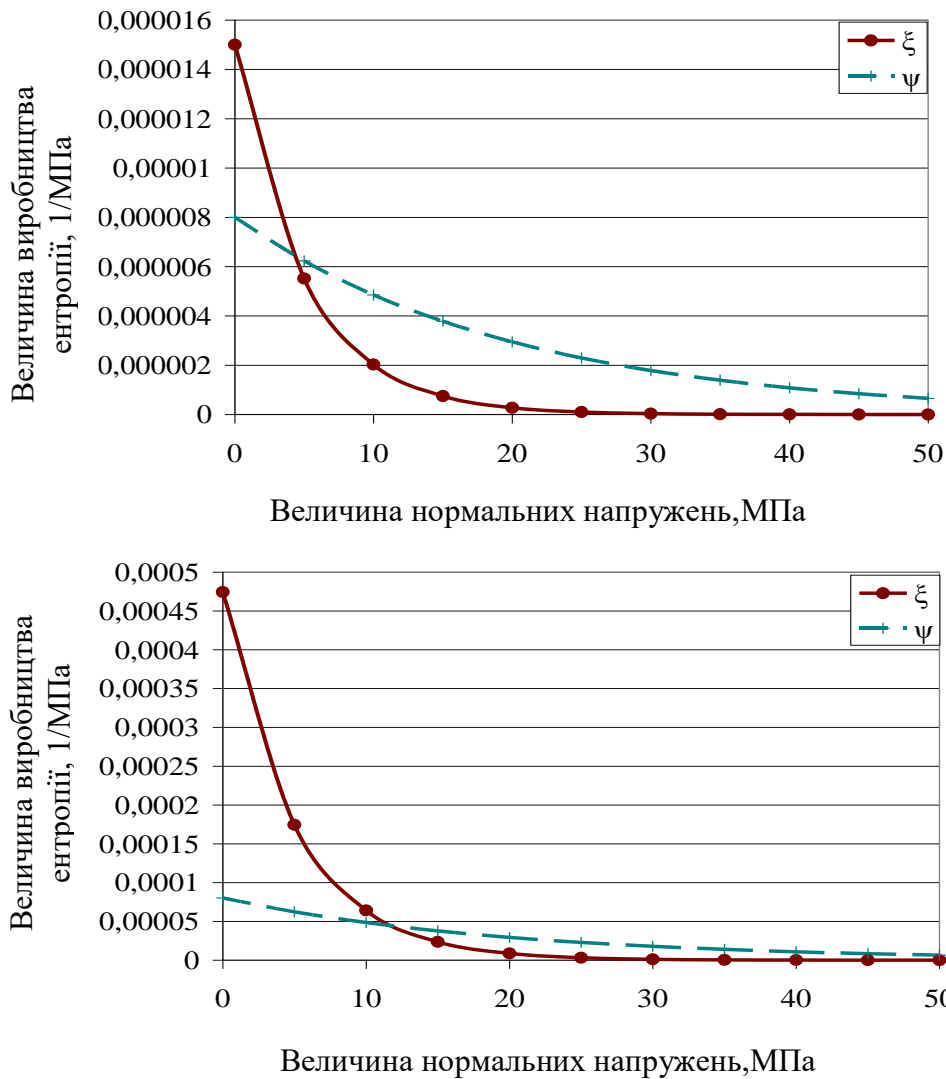 0,000016
0,000014
0,000012
0,00001
0,000008
0,000006
0,000004
0,000002
0
Величина виробництва
ентропії, 1/МПа
ξ
ψ
0 10 20 30 40 50
Величина нормальних напружень,МПа
0,0005
0,00045
0,0004
0,00035
0,0003
0,00025
0,0002
0,00015
0,0001
0,00005
0
Величина виробництва
ентропії, 1/МПа
ξ
ψ
0 10 20 30 40 50
Величина нормальних напружень,МПа